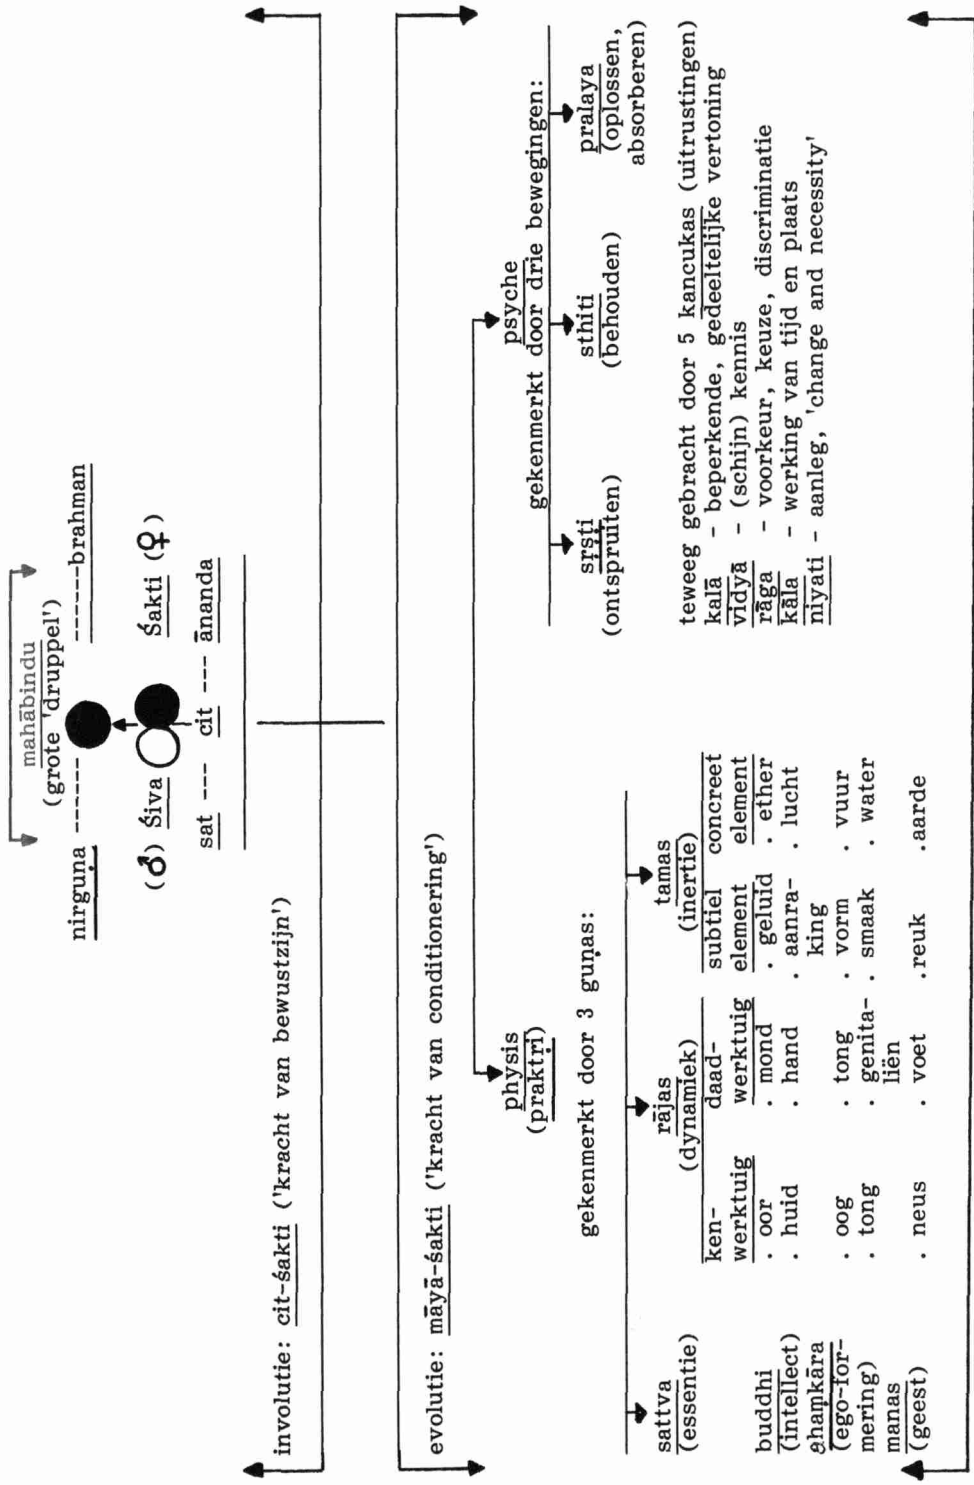 mahābindu
(grote 'druppel')
nirguṇa ------- ------brahman
(♂) Śiva Śakti (♀)
sat --- cit --- ānanda
involutie: cit-śakti ('kracht van bewustzijn')
evolutie: māyā-śakti ('kracht van conditionering')
physis
(praktṛi)
gekenmerkt door 3 guṇas:
sattva
(essentie)
rājas
(dynamiek)
tamas
(inertie)
buddhi
(intellect)
ahaṃkāra
(ego-for-
mering)
manas
(geest)
ken-
werktuig
. oor
. huid
. oog
. tong
. neus
daad-
werktuig
. mond
. hand
. tong
. genita-
liën
. voet
subtiel
element
. geluid
. aanra-
king
. vorm
. smaak
.reuk
concreet
element
. ether
. lucht
. vuur
. water
.aarde
psyche
gekenmerkt door drie bewegingen:
sṛṣṭi
(ontspruiten)
sthiti
(behouden)
pralaya
(oplossen,
absorberen)
teweeg gebracht door 5 kancukas (uitrustingen)
kalā - beperkende, gedeeltelijke vertoning
vidyā - (schijn) kennis
rāga - voorkeur, keuze, discriminatie
kāla - werking van tijd en plaats
niyati - aanleg, 'change and necessity'